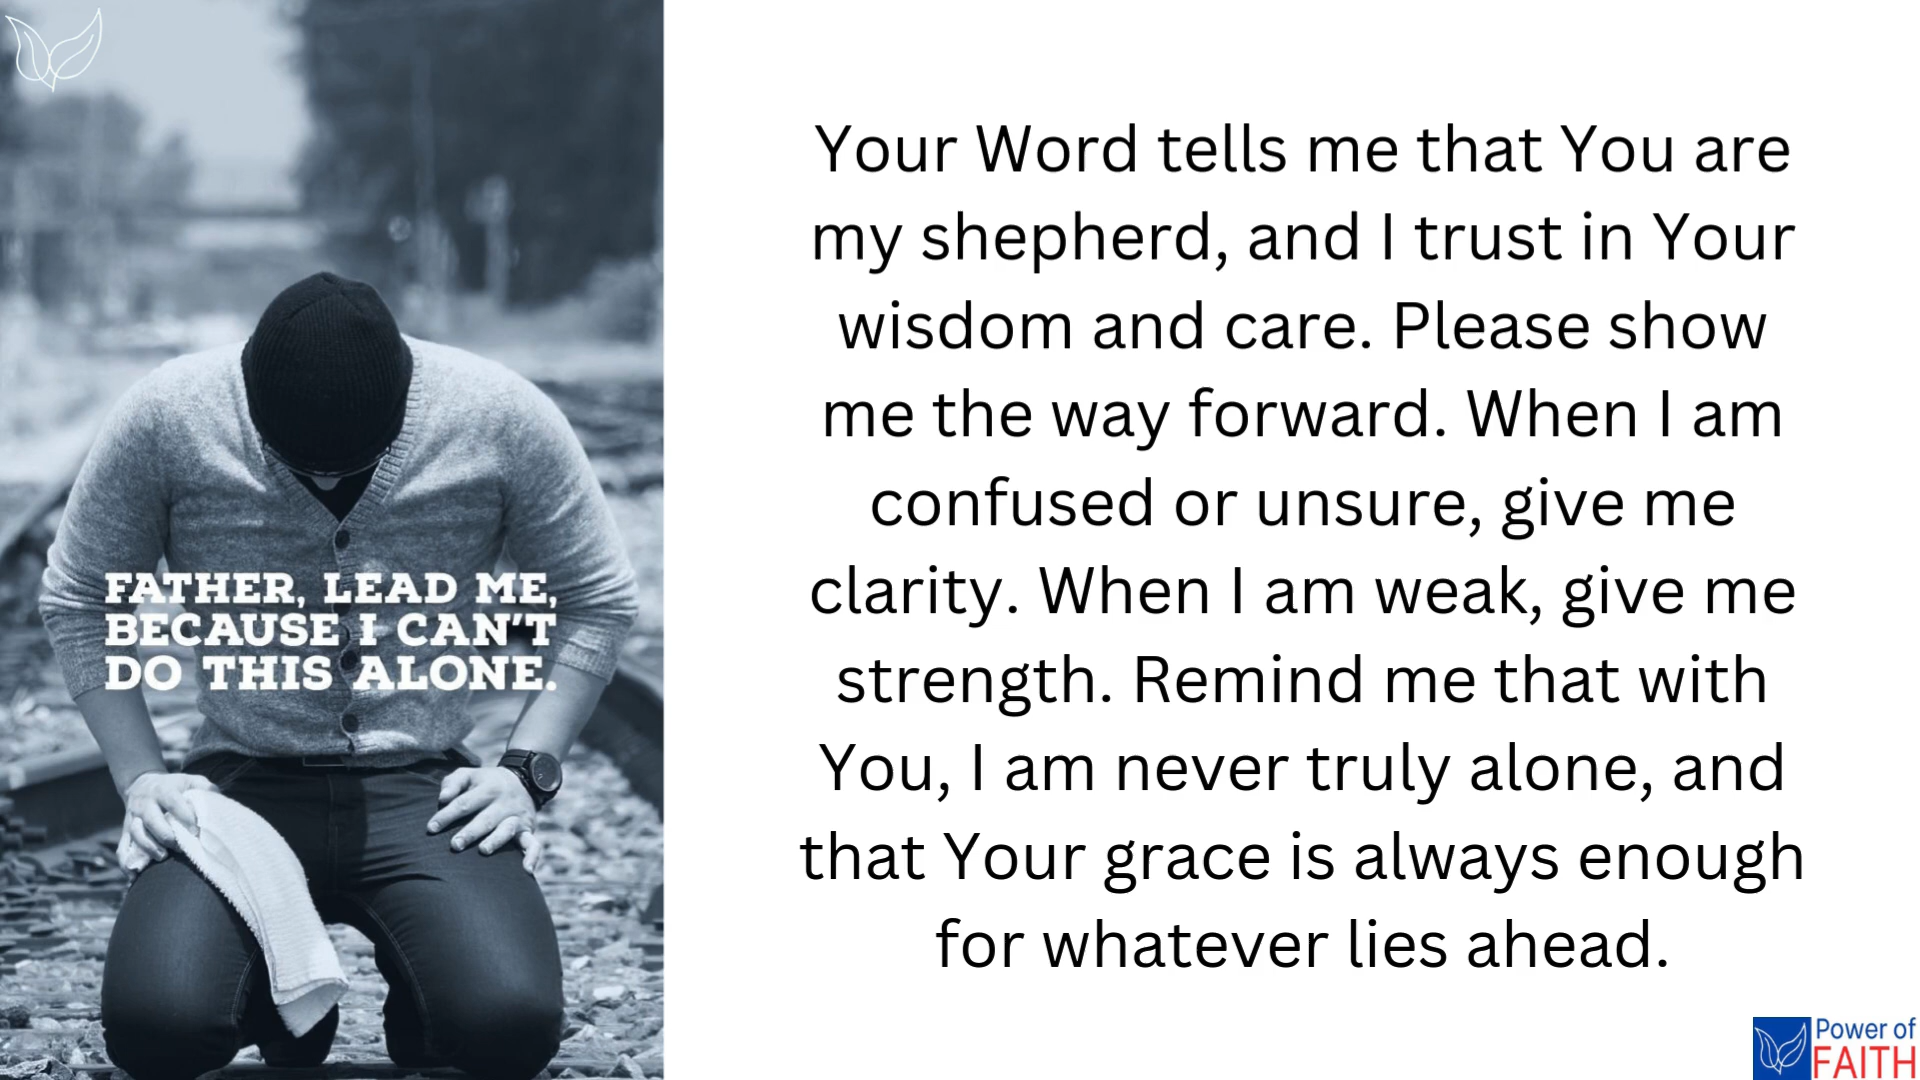 FATHER, LEAD ME,
BECAUSE I CAN'T
DO THIS ALONE.
Your Word tells me that You are
my shepherd, and I trust in Your
wisdom and care. Please show
me the way forward. When I am
confused or unsure, give me
clarity. When I am weak, give me
strength. Remind me that with
You, I am never truly alone, and
that Your grace is always enough
for whatever lies ahead.
Power of
FAITH